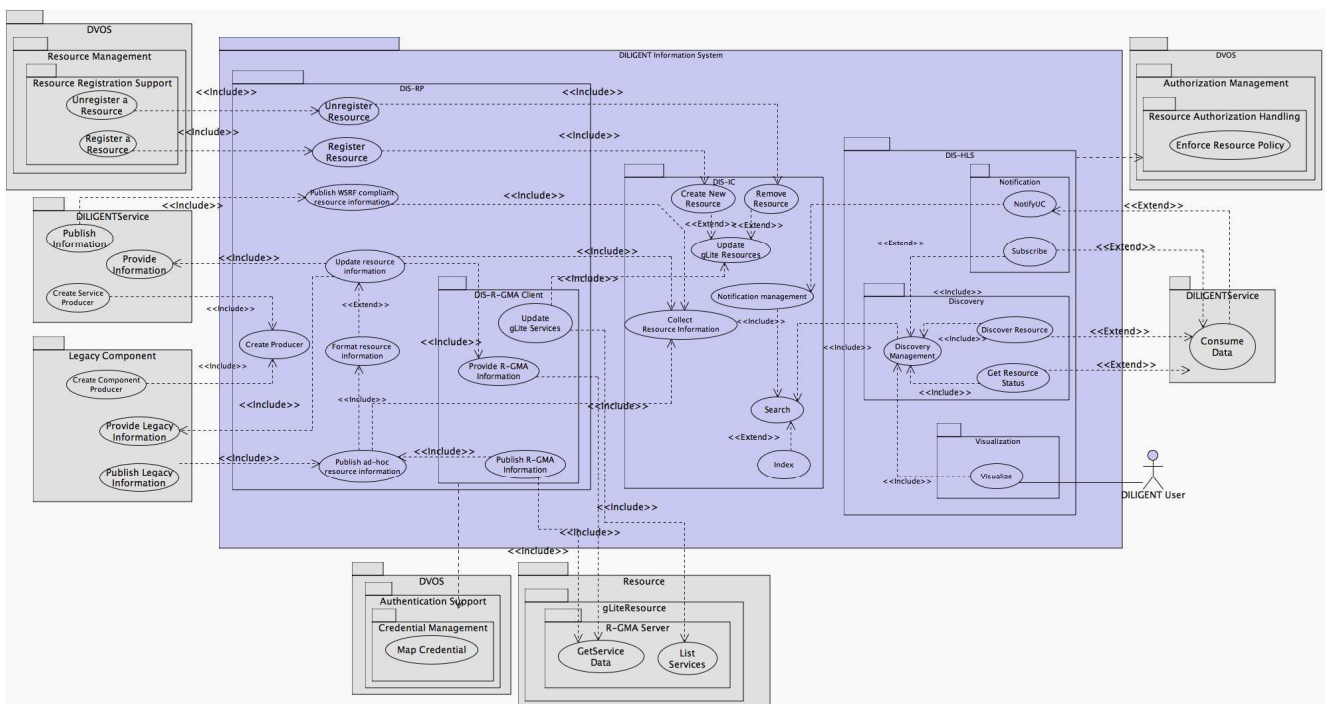 DVOS
Resource Management
Resource Registration Support
Unregister a
Resource
Register a
Resource
<<Include>>
<<Include>>
DILIGENT Information System
DIS-RP
Unregister
Resource
Register
Resource
Publish WSRF compliant
resource information
<<Include>>
<<Include>>
DILIGENTService
Publish
Information
Provide
Information
Create Service
Producer
<<Include>>
<<Include>>
Update resource
information
<<Extend>>
Create Producer
Format resource
information
<<Include>>
<<Include>>
<<Include>>
Legacy Component
Create Component
Producer
Provide Legacy
Information
Publish Legacy
Information
<<Include>>
Publish ad-hoc
resource information
<<Include>>
DIS-R-GMA Client
Update
gLite Services
<<Include>>
Provide R-GMA
Information
<<Include>>
Publish R-GMA
Information
<<Include>>
<<Include>>
<<Include>>
<<Include>>
<<Include>>
DIS-IC
Create New
Resource
Remove
Resource
<<Extend>>
<<Extend>>
Update
gLite Resources
Notification management
Collect
Resource Information
<<Include>>
<<Include>>
Search
<<Extend>>
Index
DIS-HLS
Notification
NotifyUC
Subscribe
<<Extend>>
<<Include>>
Discovery
Discover Resource
Discovery
Management
<<Include>>
Get Resource
Status
<<Include>>
Visualization
Visualize
<<Include>>
DVOS
Authorization Management
Resource Authorization Handling
Enforce Resource Policy
<<Extend>>
<<Extend>>
DILIGENTService
Consume
Data
<<Extend>>
<<Extend>>
DILIGENT User
DVOS
Authentication Support
Credential Management
Map Credential
Resource
gLiteResource
R-GMA Server
GetService
Data
List
Services